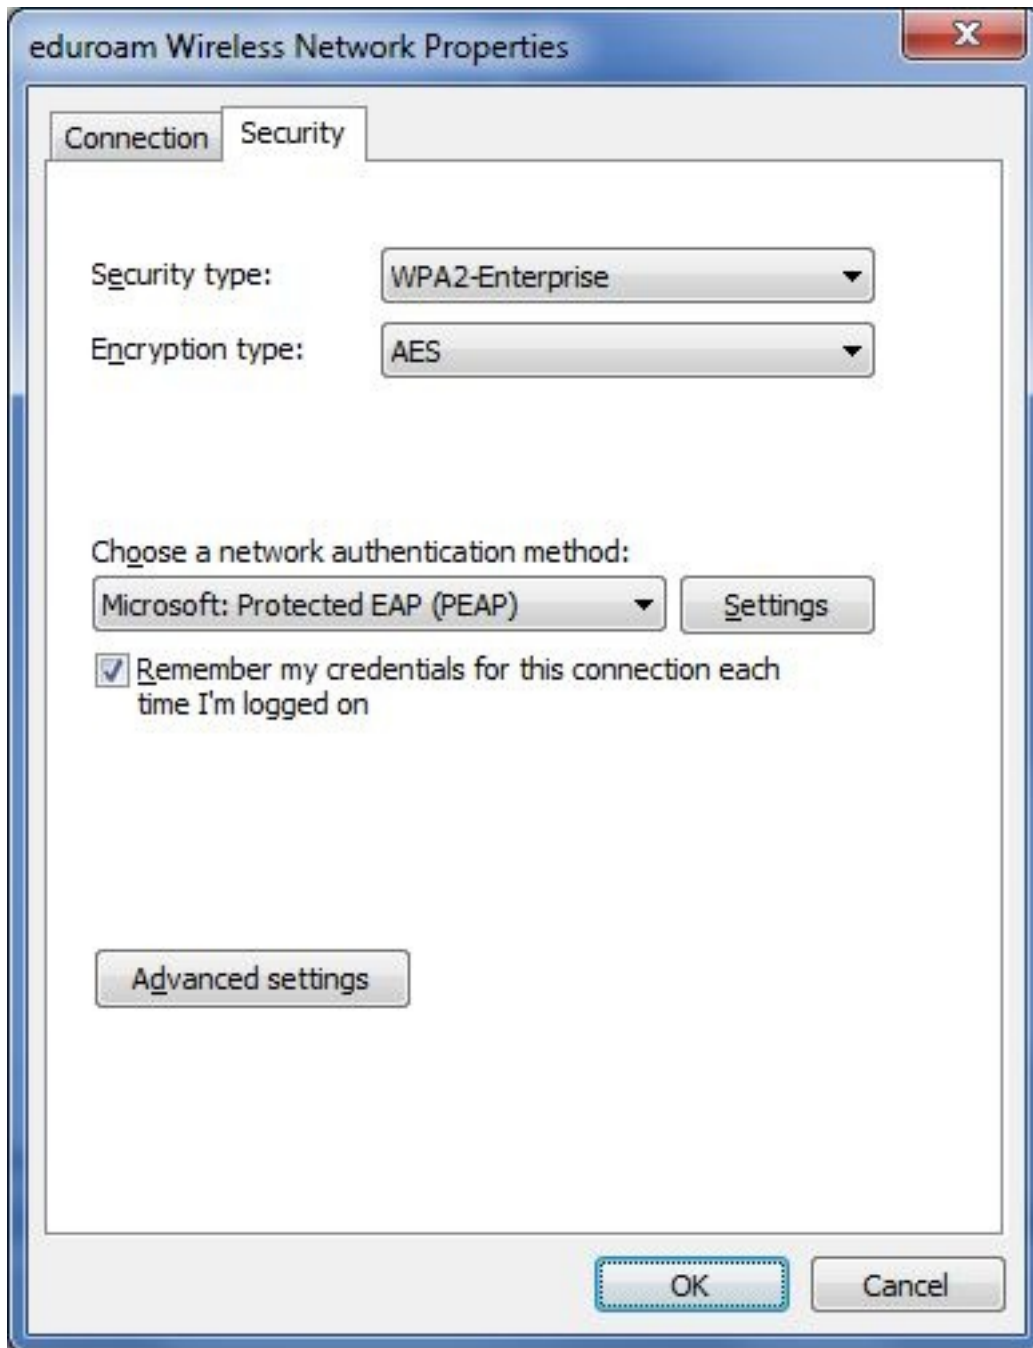 eduroam Wireless Network Properties
Connection
Security
Security type:
WPA2-Enterprise
Encryption type:
AES
Choose a network authentication method:
Microsoft: Protected EAP (PEAP)
Settings
Remember my credentials for this connection each
time I'm logged on
Advanced settings
OK
Cancel